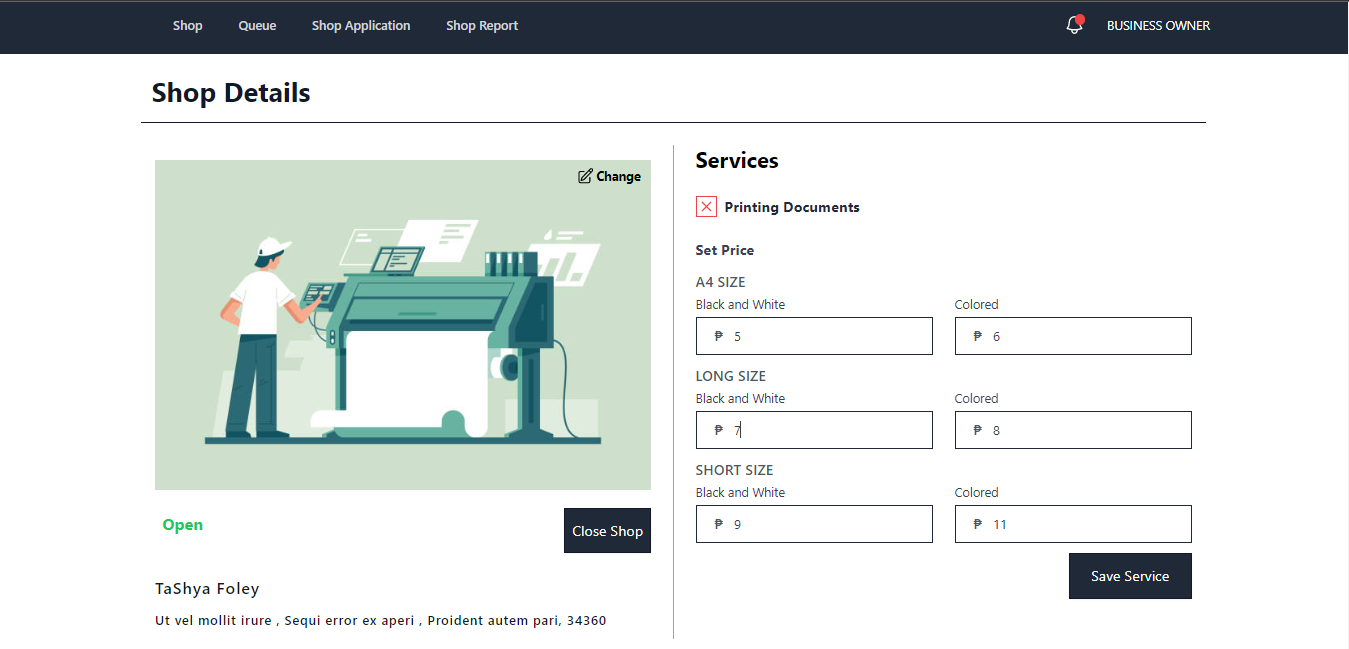 Shop Queue Shop Application Shop Report BUSINESS OWNER
Shop Details
Change
Open
Close Shop
TaShya Foley
Ut vel mollit irure , Sequi error ex aperi , Proident autem pari, 34360
Services
Printing Documents
Set Price
A4 SIZE
Black and White Colored
₱ 5 ₱ 6
LONG SIZE
Black and White Colored
₱ 7 ₱ 8
SHORT SIZE
Black and White Colored
₱ 9 ₱ 11
Save Service